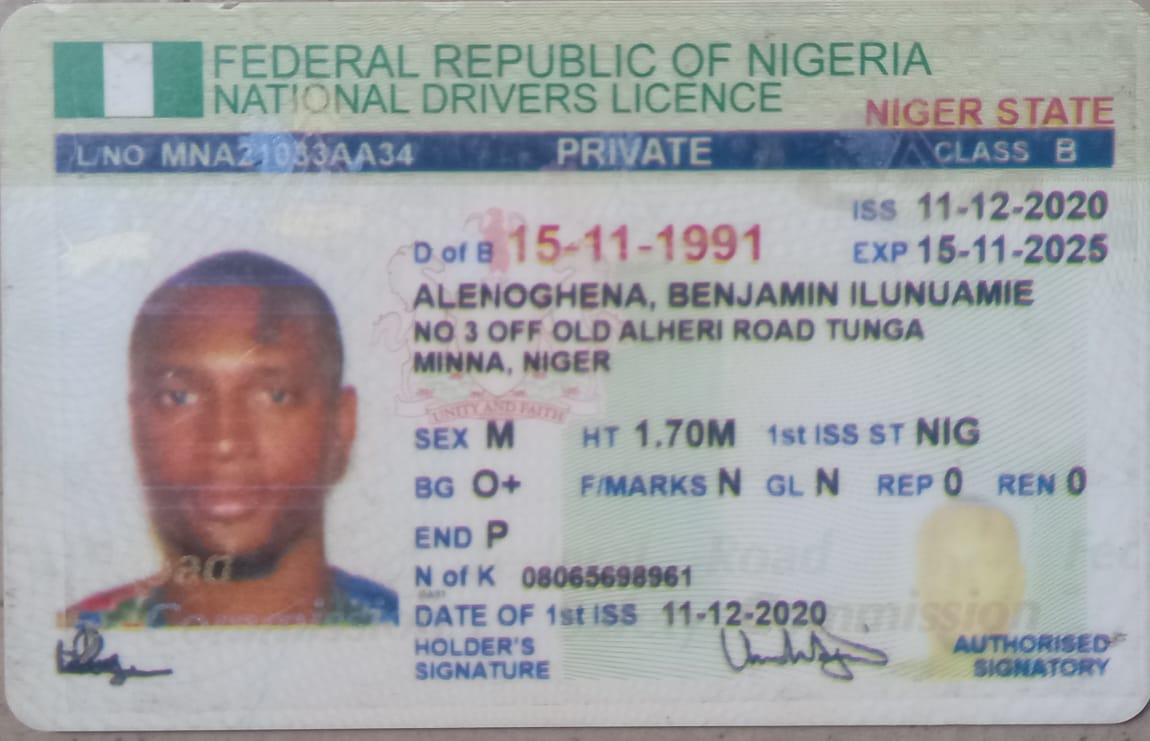 FEDERAL REPUBLIC OF NIGERIA
NATIONAL DRIVERS LICENCE
NIGER STATE
L/NO MNA21033AA34 PRIVATE CLASS B
ISS 11-12-2020
D of B 15-11-1991 EXP 15-11-2025
ALENOGHENA, BENJAMIN ILUNUAMIE
NO 3 OFF OLD ALHERI ROAD TUNGA
MINNA, NIGER
UNITY AND FAITH
SEX M HT 1.70M 1st ISS ST NIG
BG O+ F/MARKS N GL N REP 0 REN 0
END P
N of K 08065698961
DATE OF 1st ISS 11-12-2020
HOLDER'S SIGNATURE
AUTHORISED SIGNATORY
Road
Commission